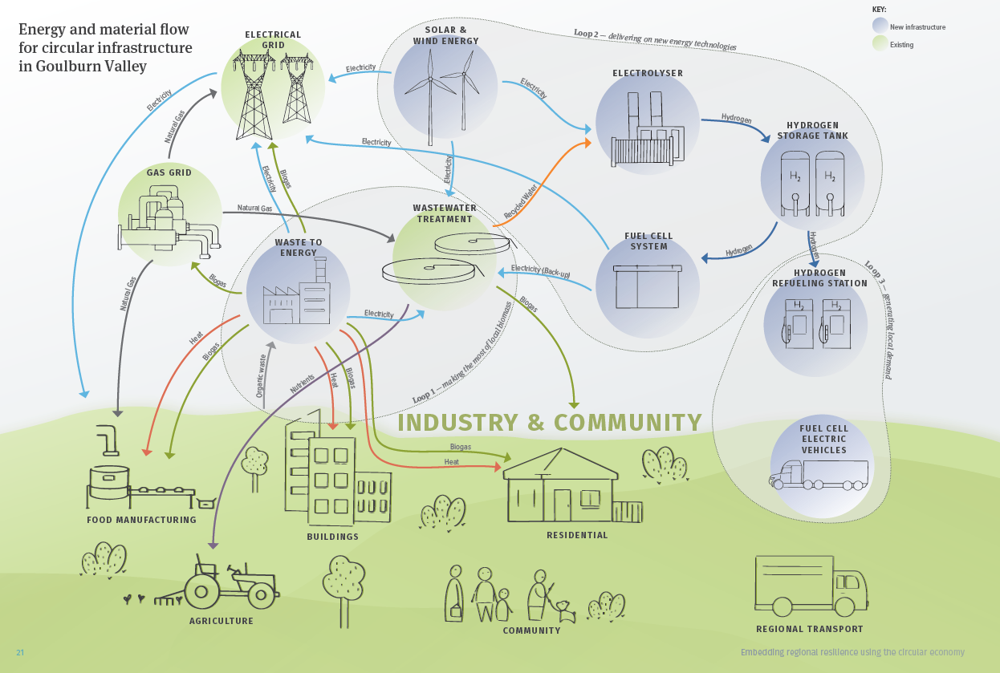 Energy and material flow
for circular infrastructure
in Goulburn Valley
KEY:
New infrastructure
Existing
ELECTRICAL
GRID
SOLAR &
WIND ENERGY
Loop 2 — delivering on new energy technologies
Electricity
Electricity
Electricity
ELECTROLYSER
Natural Gas
Hydrogen
HYDROGEN
STORAGE TANK
H2
H2
Electricity
GAS GRID
Electricity
Biogas
Electricity
Recycled Water
Natural Gas
WASTEWATER
TREATMENT
WASTE TO
ENERGY
FUEL CELL
SYSTEM
Hydrogen
Hydrogen
Electricity (Back-up)
HYDROGEN
REFUELING STATION
H2
H2
Loop 3 — generating local demand
Biogas
Natural Gas
Biogas
Electricity
Heat
Biogas
Organic waste
Nutrients
Heat
Biogas
Loop 1 — making the most of local biomass
INDUSTRY & COMMUNITY
FUEL CELL
ELECTRIC
VEHICLES
Biogas
Heat
FOOD MANUFACTURING
BUILDINGS
RESIDENTIAL
AGRICULTURE
COMMUNITY
REGIONAL TRANSPORT
21
Embedding regional resilience using the circular economy